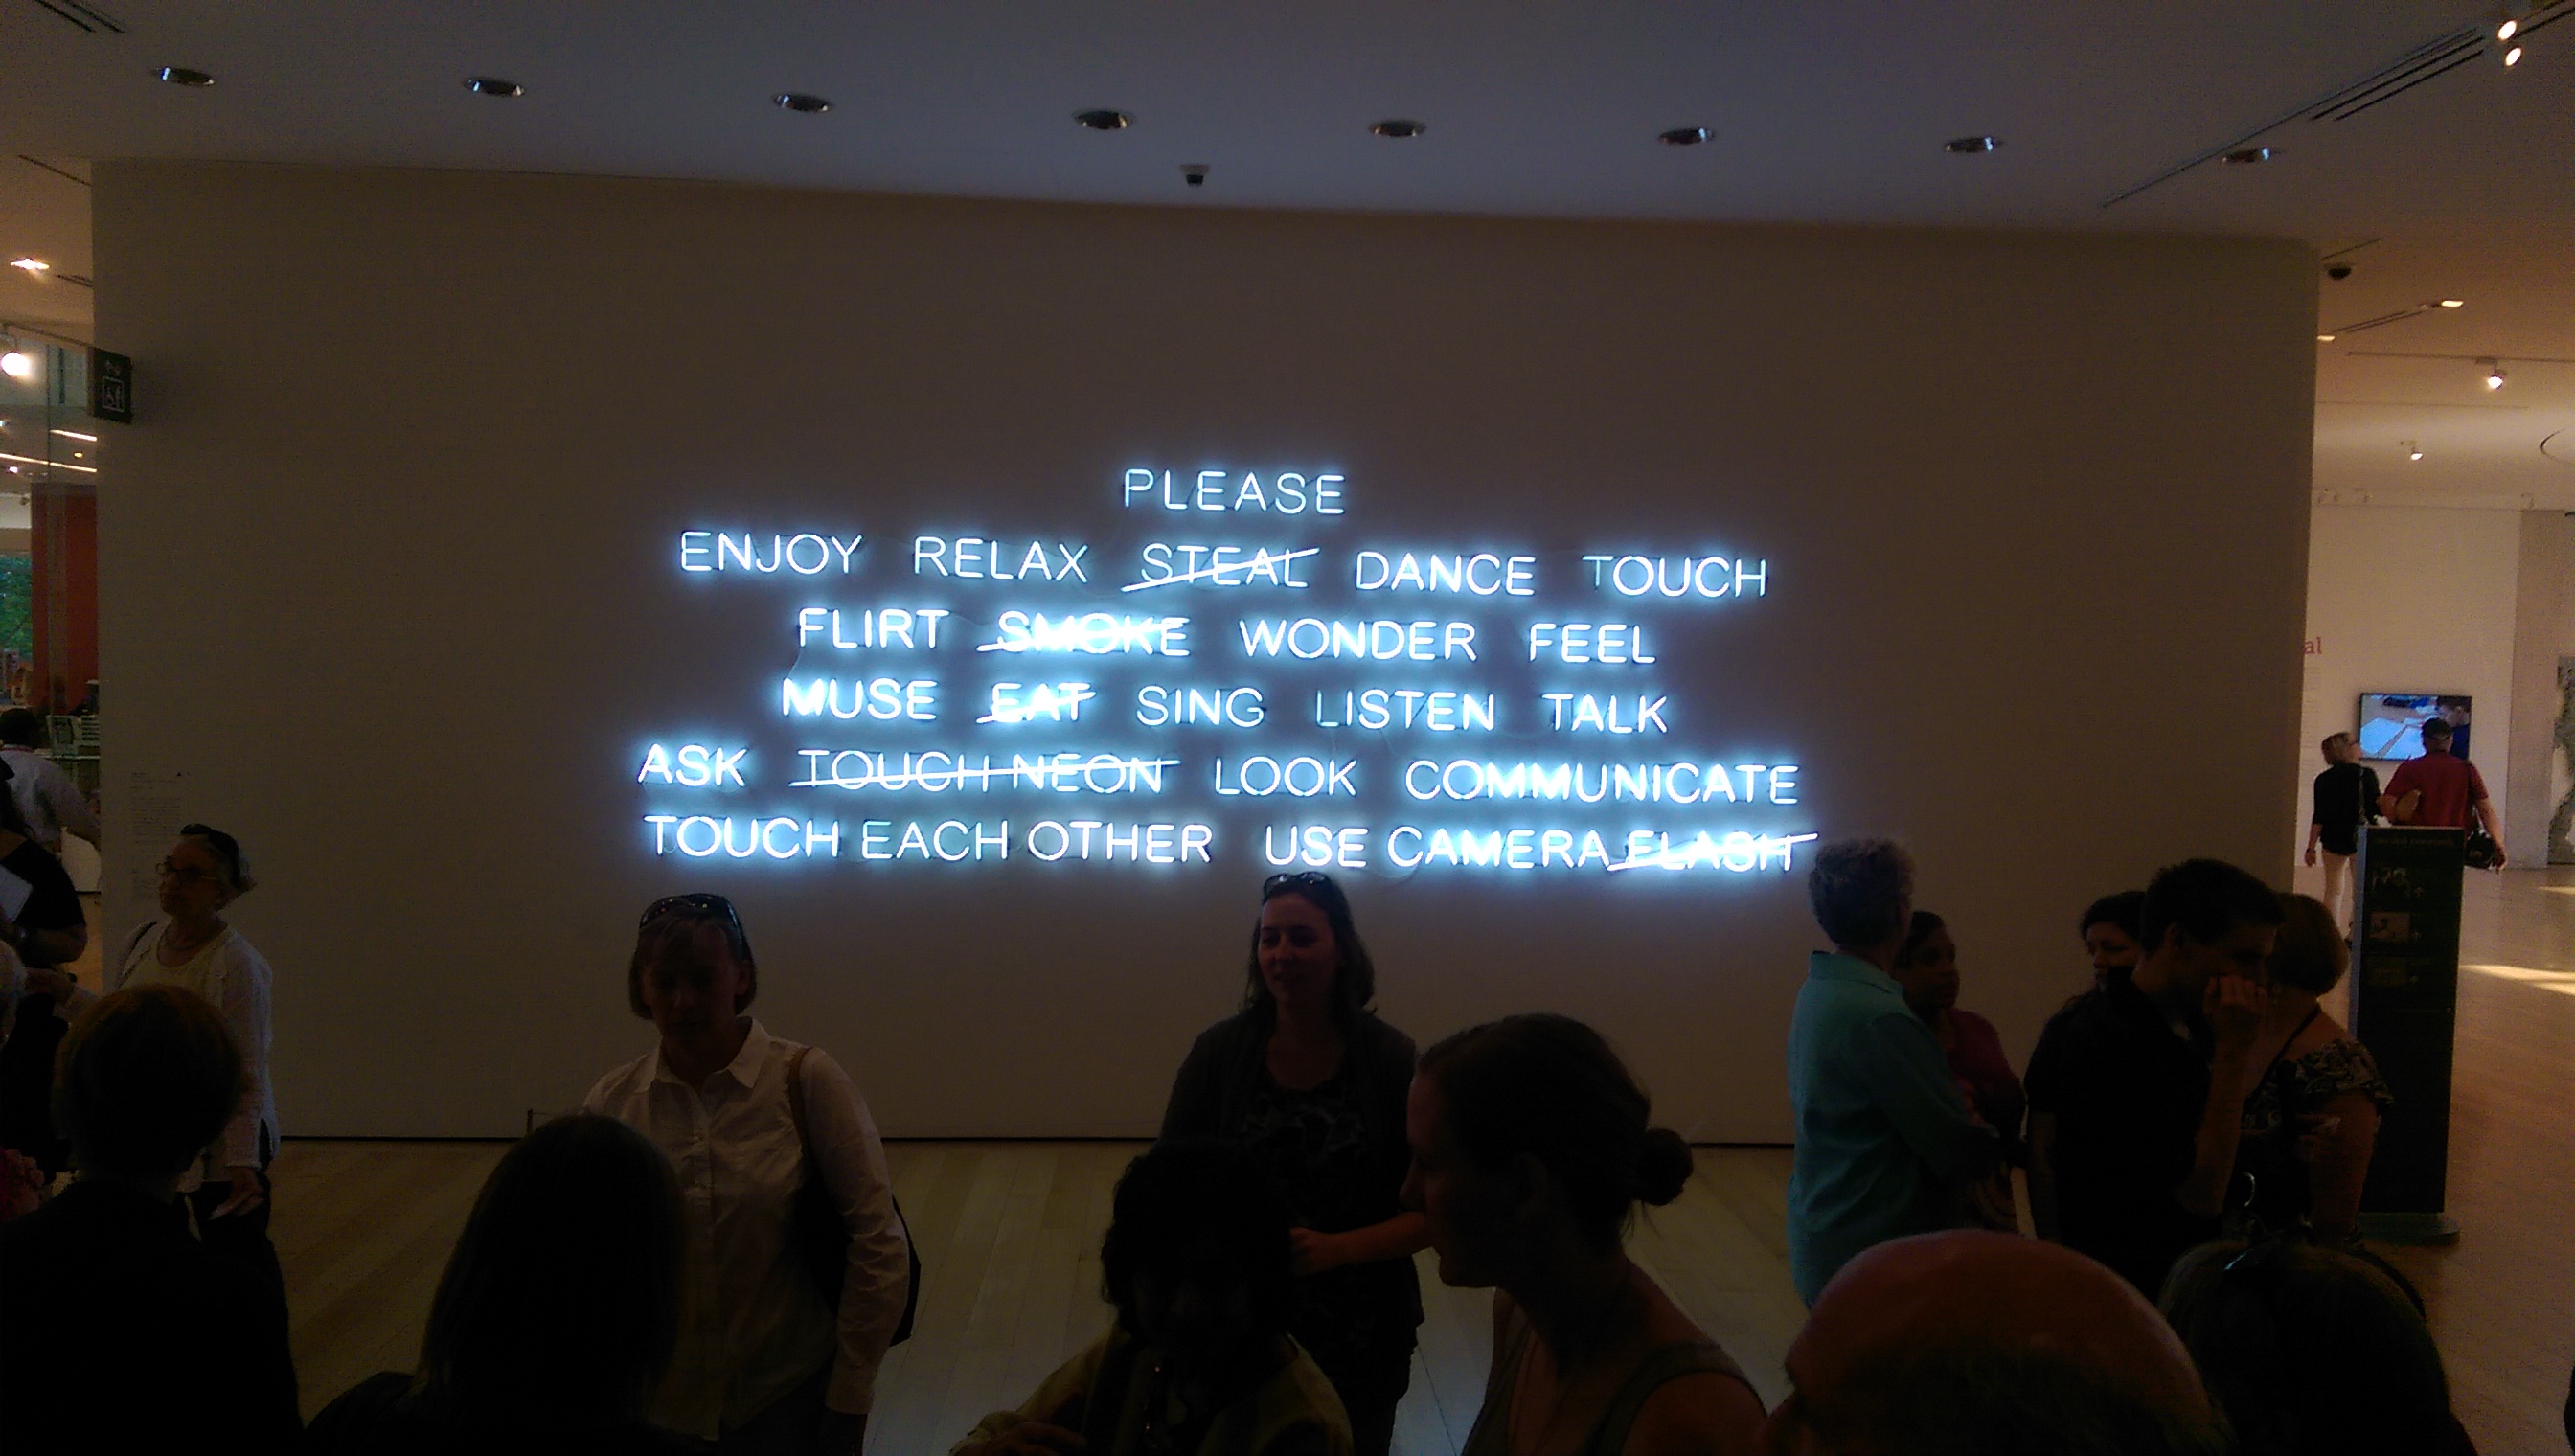 PLEASE
ENJOY RELAX STEAL DANCE TOUCH
FLIRT SMOKE WONDER FEEL
MUSE EAT SING LISTEN TALK
ASK TOUCH NEON LOOK COMMUNICATE
TOUCH EACH OTHER USE CAMERA FLASH
al